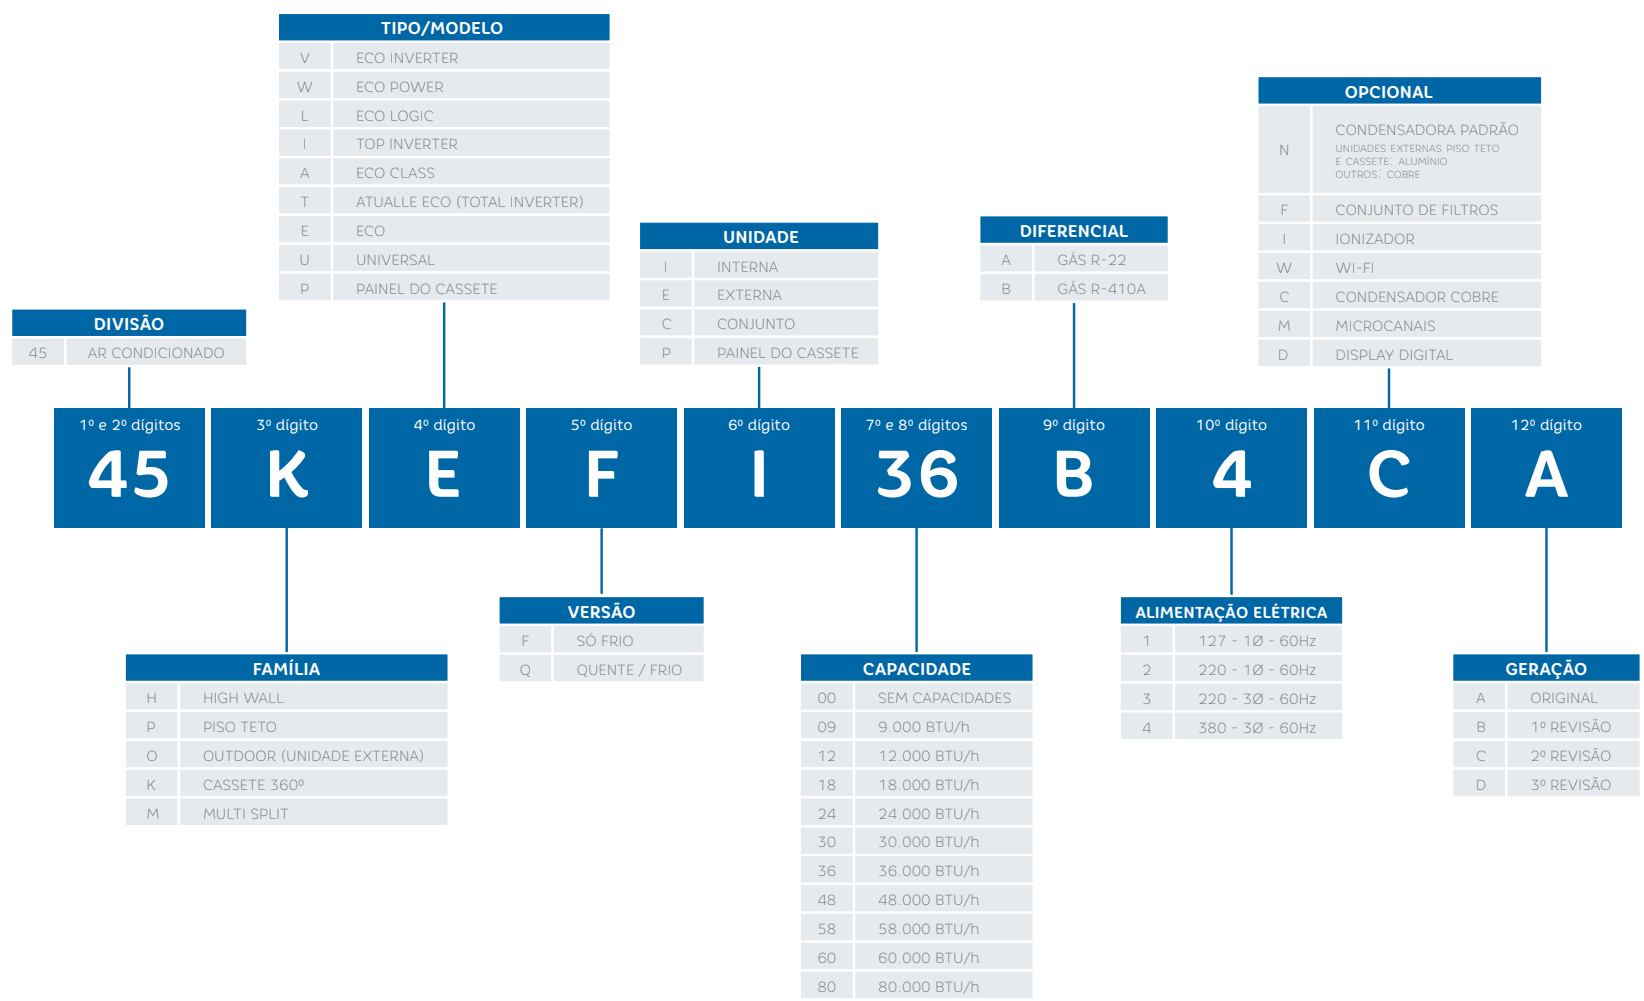 TIPO/MODELO
V ECO INVERTER
W ECO POWER
L ECO LOGIC
I TOP INVERTER
A ECO CLASS
T ATUALLE ECO (TOTAL INVERTER)
E ECO
U UNIVERSAL
P PAINEL DO CASSETE
OPCIONAL
N CONDENSADORA PADRÃO
UNIDADES EXTERNAS PISO TETO
E CASSETE: ALUMÍNIO
OUTROS: COBRE
F CONJUNTO DE FILTROS
I IONIZADOR
W WI-FI
C CONDENSADOR COBRE
M MICROCANAIS
D DISPLAY DIGITAL
UNIDADE
I INTERNA
E EXTERNA
C CONJUNTO
P PAINEL DO CASSETE
DIFERENCIAL
A GÁS R-22
B GÁS R-410A
DIVISÃO
45 AR CONDICIONADO
1º e 2º dígitos
45
3º dígito
K
4º dígito
E
5º dígito
F
6º dígito
I
7º e 8º dígitos
36
9º dígito
B
10º dígito
4
11º dígito
C
12º dígito
A
FAMÍLIA
H HIGH WALL
P PISO TETO
O OUTDOOR (UNIDADE EXTERNA)
K CASSETE 360º
M MULTI SPLIT
VERSÃO
F SÓ FRIO
Q QUENTE / FRIO
CAPACIDADE
00 SEM CAPACIDADES
09 9.000 BTU/h
12 12.000 BTU/h
18 18.000 BTU/h
24 24.000 BTU/h
30 30.000 BTU/h
36 36.000 BTU/h
48 48.000 BTU/h
58 58.000 BTU/h
60 60.000 BTU/h
80 80.000 BTU/h
ALIMENTAÇÃO ELÉTRICA
1 127 - 1Ø - 60Hz
2 220 - 1Ø - 60Hz
3 220 - 3Ø - 60Hz
4 380 - 3Ø - 60Hz
GERAÇÃO
A ORIGINAL
B 1º REVISÃO
C 2º REVISÃO
D 3º REVISÃO